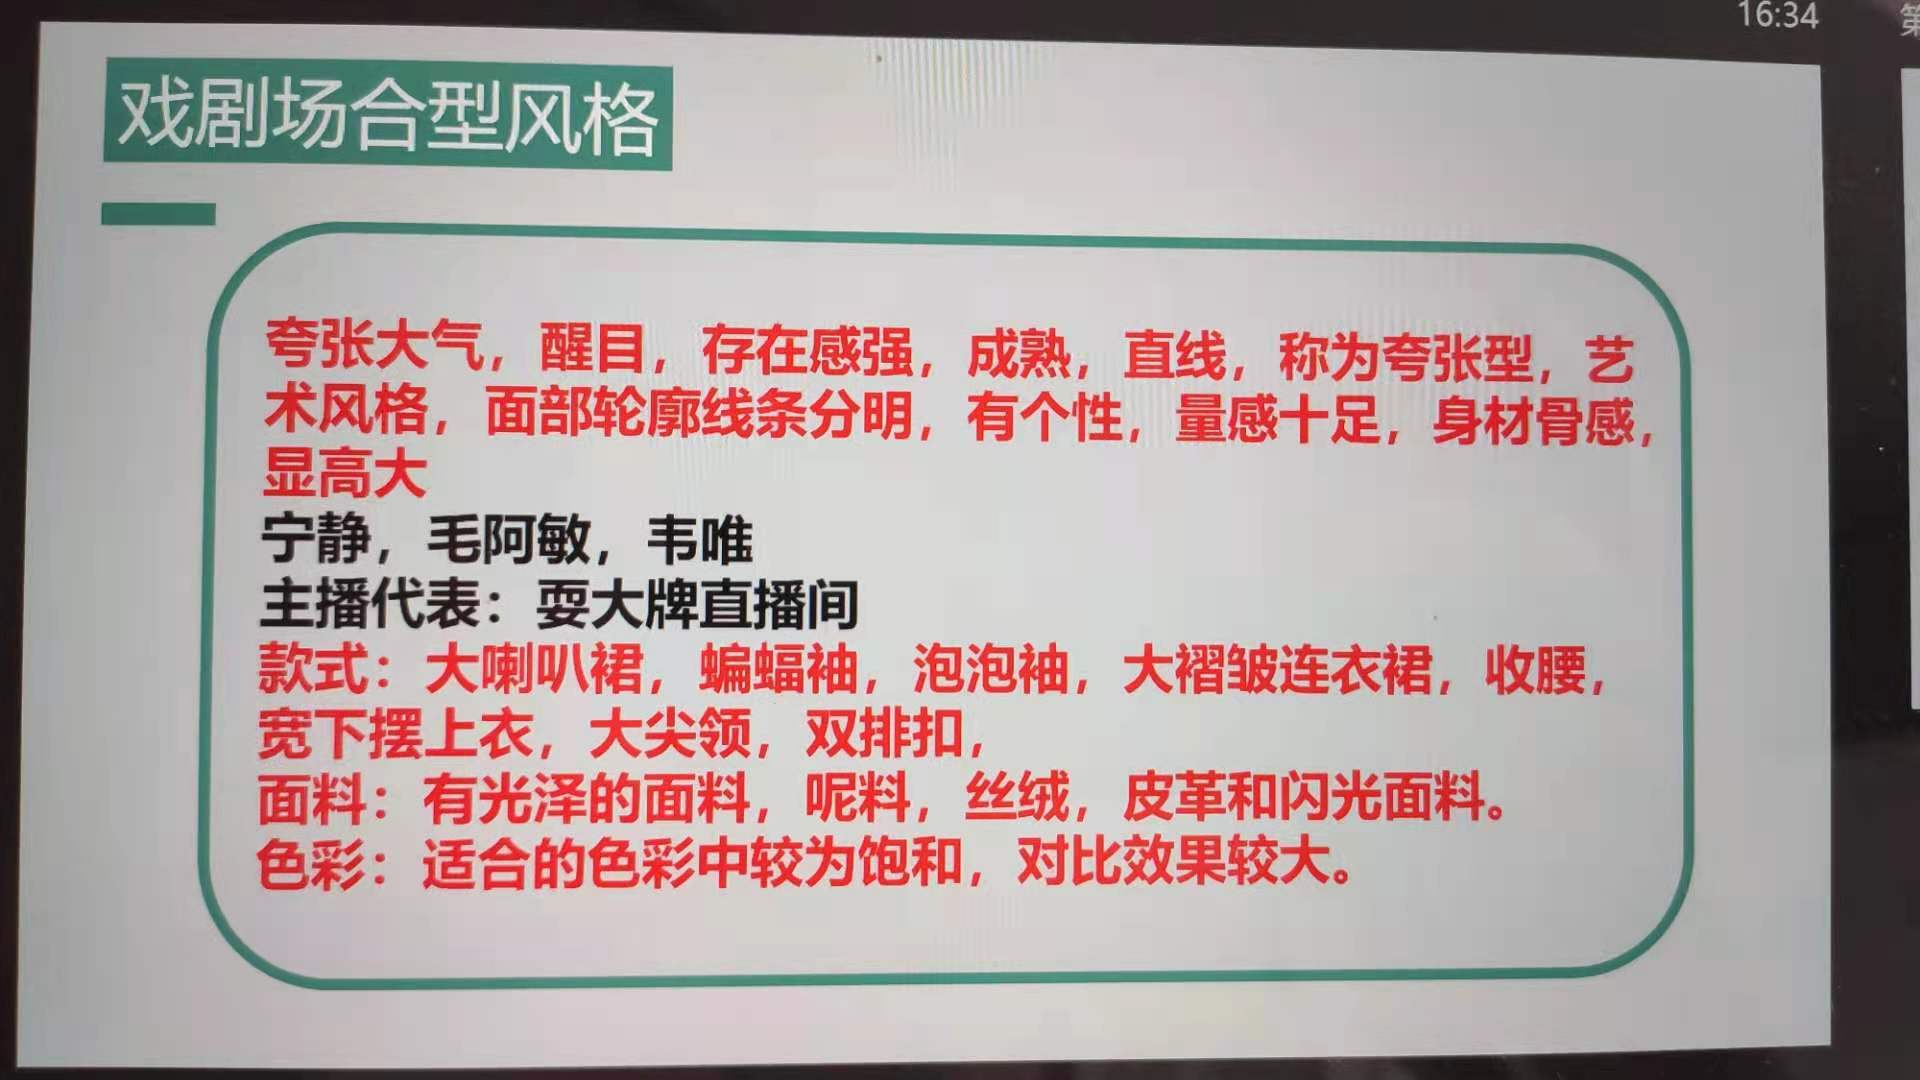 16:34
戏剧场合型风格
夸张大气，醒目，存在感强，成熟，直线，称为夸张型，艺
术风格，面部轮廓线条分明，有个性，量感十足，身材骨感，
显高大
宁静，毛阿敏，韦唯
主播代表：耍大牌直播间
款式：大喇叭裙，蝙蝠袖，泡泡袖，大褶皱连衣裙，收腰，
宽下摆上衣，大尖领，双排扣，
面料：有光泽的面料，呢料，丝绒，皮革和闪光面料。
色彩：适合的色彩中较为饱和，对比效果较大。